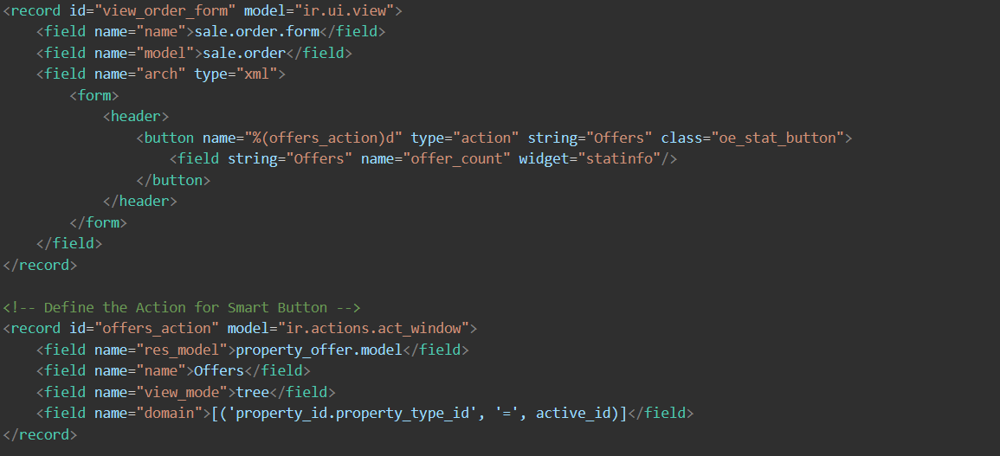 <record id="view_order_form" model="ir.ui.view">
    <field name="name">sale.order.form</field>
    <field name="model">sale.order</field>
    <field name="arch" type="xml">
        <form>
            <header>
                <button name="%(offers_action)d" type="action" string="Offers" class="oe_stat_button">
                    <field string="Offers" name="offer_count" widget="statinfo"/>
                </button>
            </header>
        </form>
    </field>
</record>

<!-- Define the Action for Smart Button -->
<record id="offers_action" model="ir.actions.act_window">
    <field name="res_model">property_offer.model</field>
    <field name="name">Offers</field>
    <field name="view_mode">tree</field>
    <field name="domain">[('property_id.property_type_id', '=', active_id)]</field>
</record>